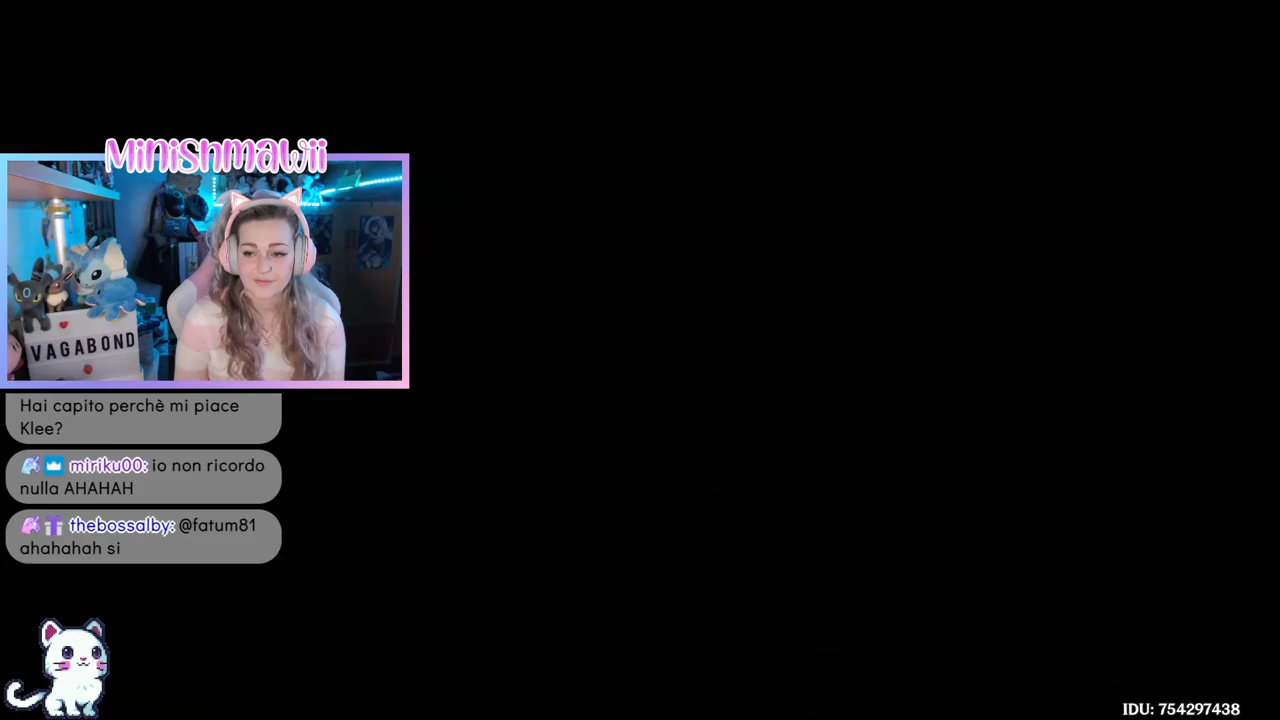 MiniShmawii
VAGABOND
Hai capito perchè mi piace
Klee?
miriku00: io non ricordo
nulla AHAHAH
thebossalby: @fatum81
ahahahah si
IDU: 754297438